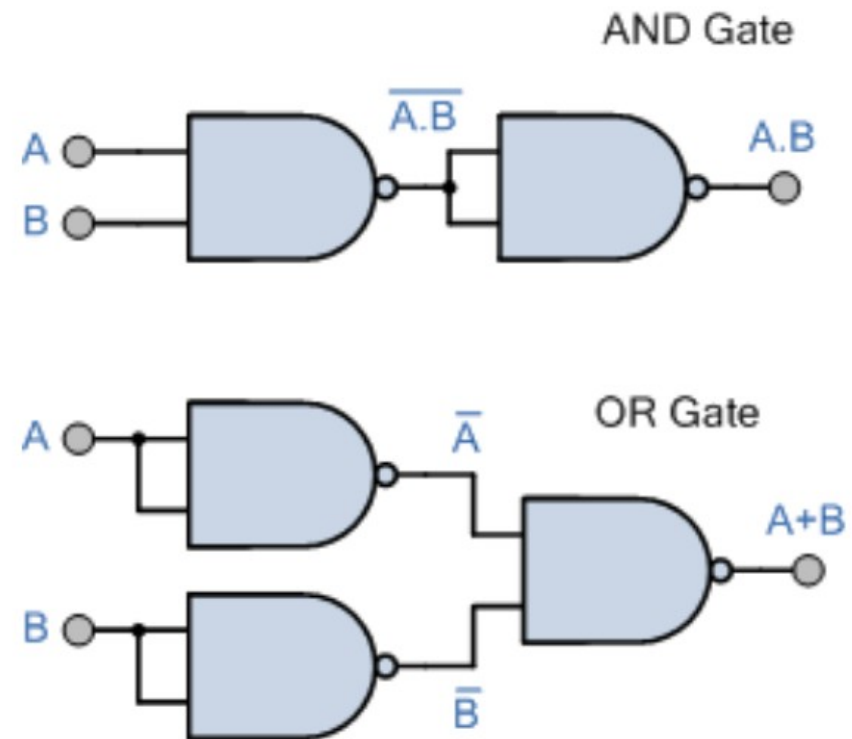 AND Gate
A
B
A̅.̅B̅
A.B
OR Gate
A
A̅
B
B̅
A+B